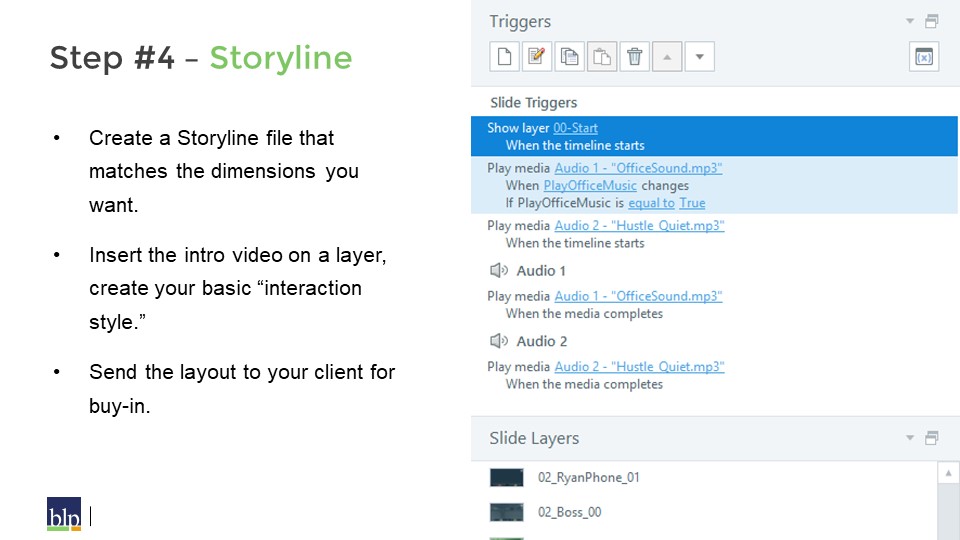 Step #4 – Storyline
• Create a Storyline file that
matches the dimensions you
want.
• Insert the intro video on a layer,
create your basic “interaction
style.”
• Send the layout to your client for
buy-in.
blp
Triggers
(x)
Slide Triggers
Show layer 00-Start
When the timeline starts
Play media Audio 1 - "OfficeSound.mp3"
When PlayOfficeMusic changes
If PlayOfficeMusic is equal to True
Play media Audio 2 - "Hustle_Quiet.mp3"
When the timeline starts
Audio 1
Play media Audio 1 - "OfficeSound.mp3"
When the media completes
Audio 2
Play media Audio 2 - "Hustle_Quiet.mp3"
When the media completes
Slide Layers
02_RyanPhone_01
02_Boss_00